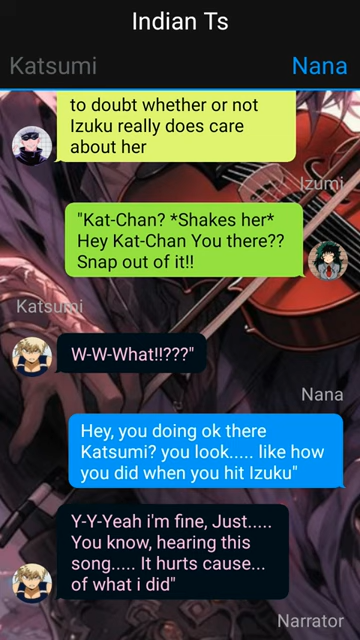 Indian Ts
Katsumi
Nana
to doubt whether or not
Izuku really does care
about her
Izumi
"Kat-Chan? *Shakes her*
Hey Kat-Chan You there??
Snap out of it!!
Katsumi
W-W-What!!???"
Nana
Hey, you doing ok there
Katsumi? you look..... like how
you did when you hit Izuku"
Y-Y-Yeah i'm fine, Just.....
You know, hearing this
song..... It hurts cause...
of what i did"
Narrator